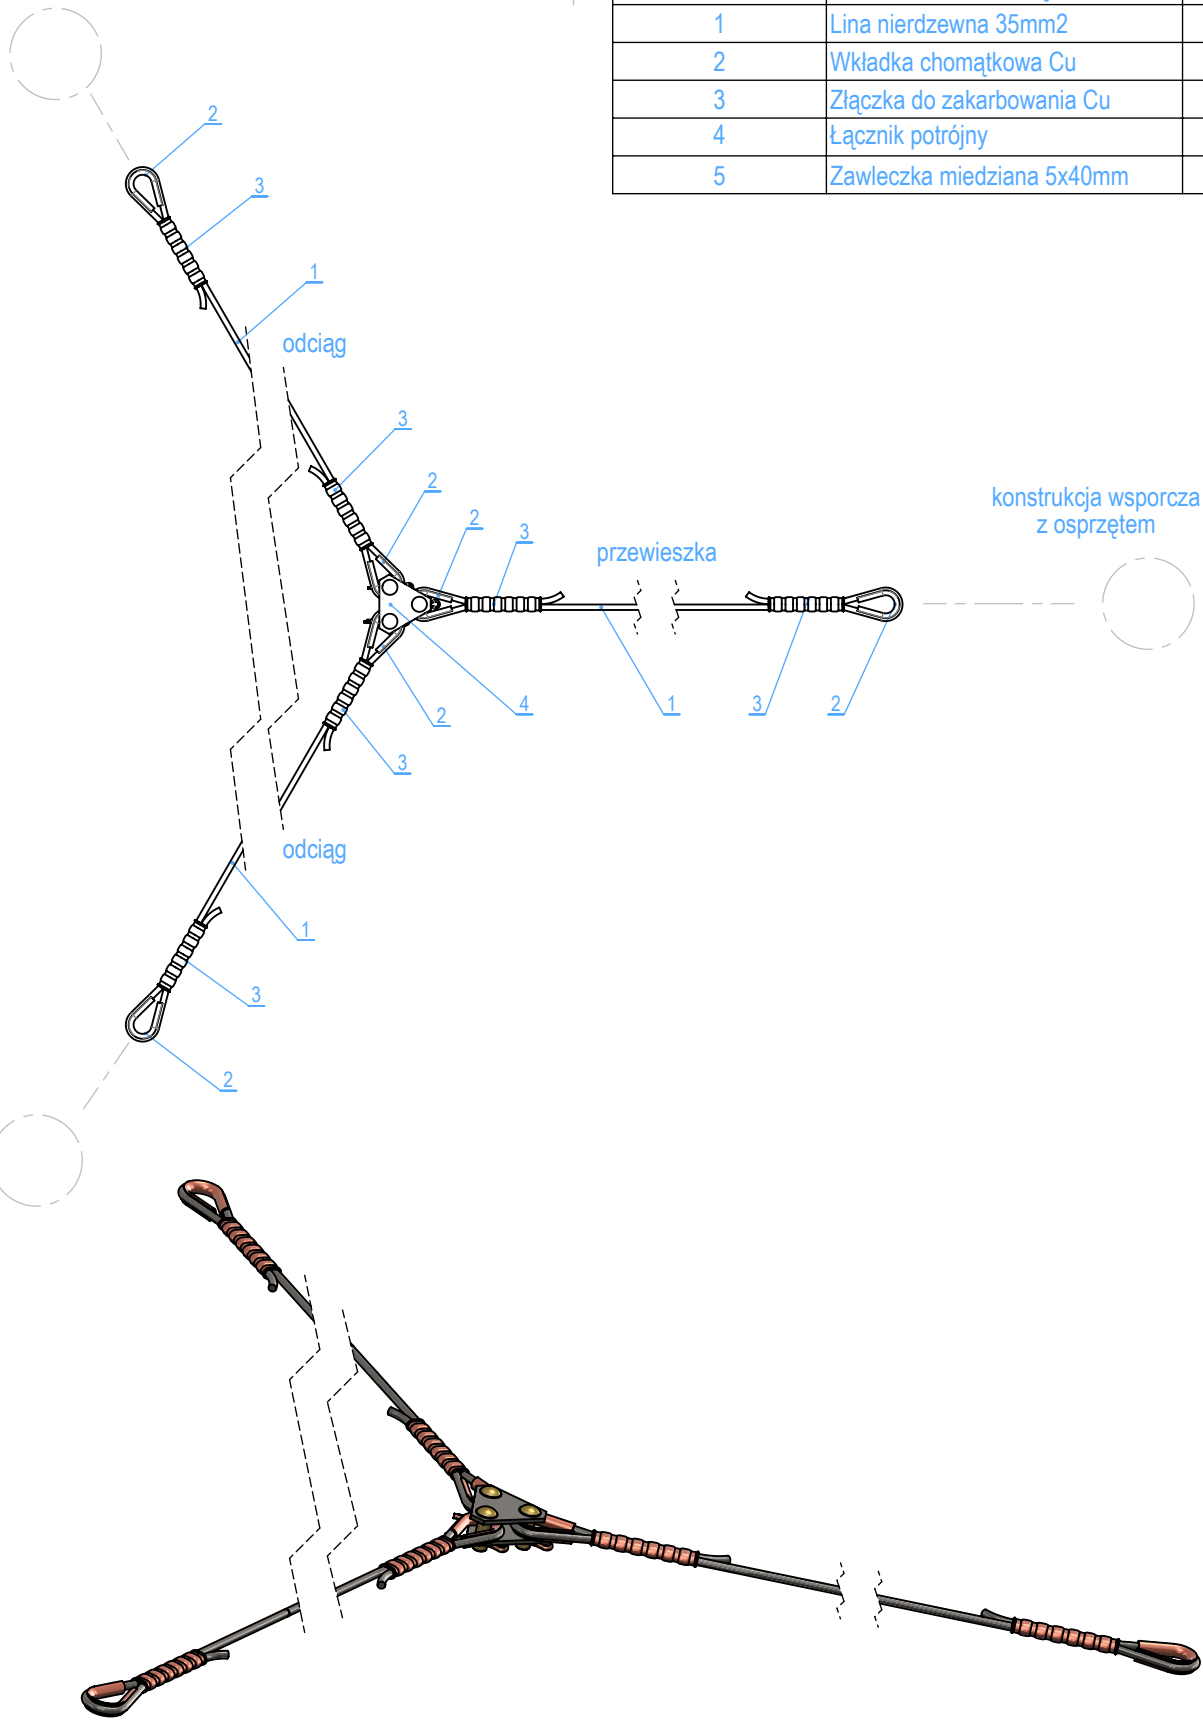 1 Lina nierdzewna 35mm2
2 Wkładka chomątkowa Cu
3 Złączka do zakarbowania Cu
4 Łącznik potrójny
5 Zawleczka miedziana 5x40mm
2
3
1
odciąg
3
2
2
3
przewieszka
konstrukcja wsporcza
z osprzętem
1
3
2
4
2
3
odciąg
1
3
2